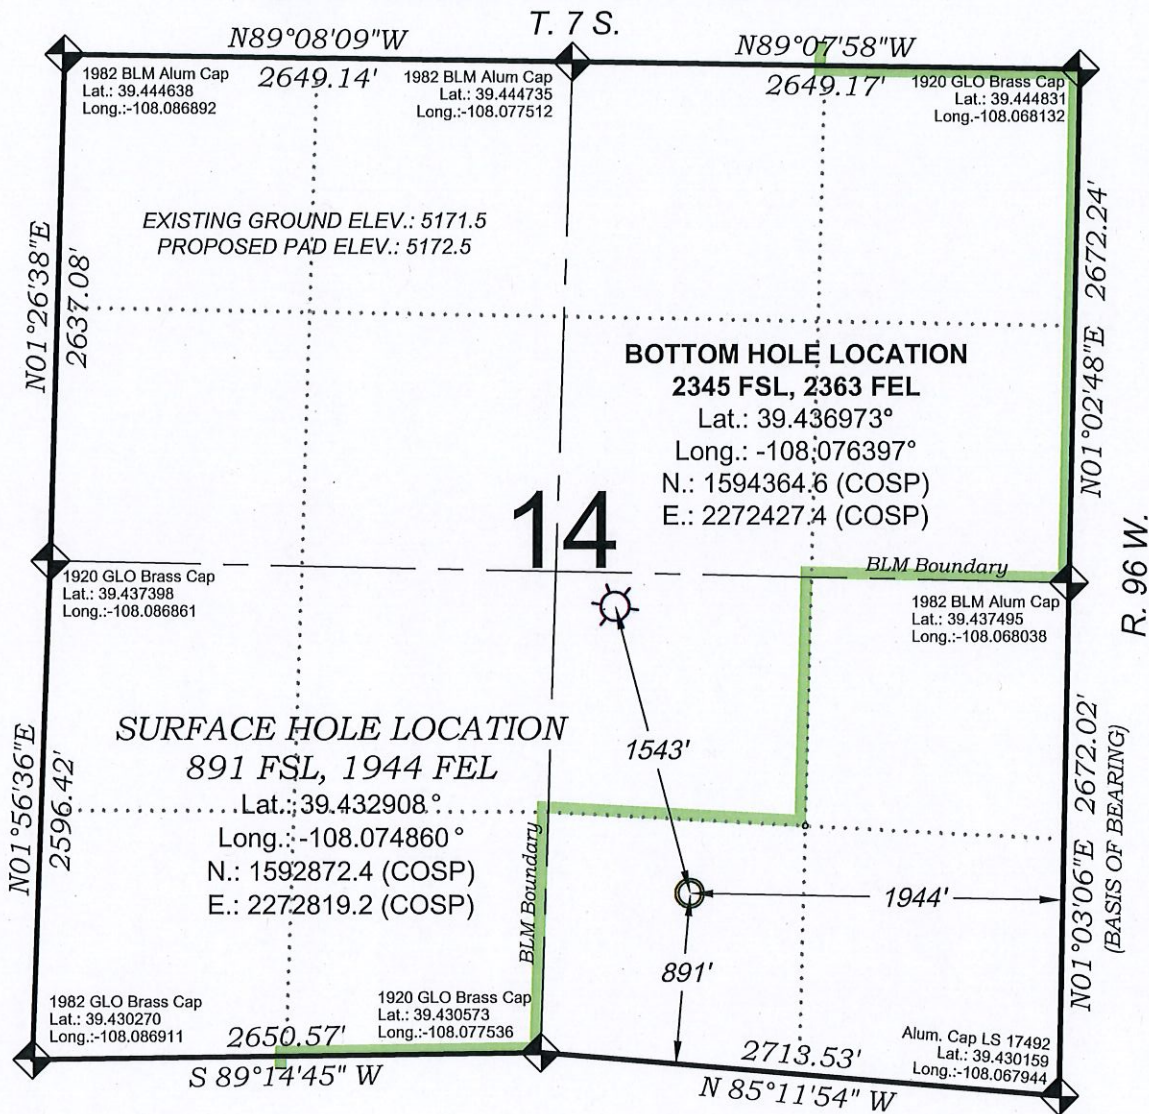 T. 7 S.
N89°08'09"W
N89°07'58"W
2649.14'
2649.17'
1982 BLM Alum Cap
Lat.: 39.444638
Long.:-108.086892
1982 BLM Alum Cap
Lat.: 39.444735
Long.:-108.077512
1920 GLO Brass Cap
Lat.: 39.444831
Long.-108.068132
EXISTING GROUND ELEV.: 5171.5
PROPOSED PAD ELEV.: 5172.5
N01°26'38"E
2637.08'
N01°02'48"E 2672.24'
BOTTOM HOLE LOCATION
2345 FSL, 2363 FEL
Lat.: 39.436973°
Long.: -108.076397°
N.: 1594364.6 (COSP)
E.: 2272427.4 (COSP)
14
R. 96 W.
BLM Boundary
1920 GLO Brass Cap
Lat.: 39.437398
Long.:-108.086861
1982 BLM Alum Cap
Lat.: 39.437495
Long.:-108.068038
SURFACE HOLE LOCATION
891 FSL, 1944 FEL
Lat.: 39.432908°
Long.: -108.074860°
N.: 1592872.4 (COSP)
E.: 2272819.2 (COSP)
1543'
N01°56'36"E
2596.42'
N01°03'06"E 2672.02'
(BASIS OF BEARING)
BLM Boundary
1944'
891'
1982 GLO Brass Cap
Lat.: 39.430270
Long.:-108.086911
1920 GLO Brass Cap
Lat.: 39.430573
Long.:-108.077536
2650.57'
S 89°14'45" W
2713.53'
N 85°11'54" W
Alum. Cap LS 17492
Lat.: 39.430159
Long.:-108.067944